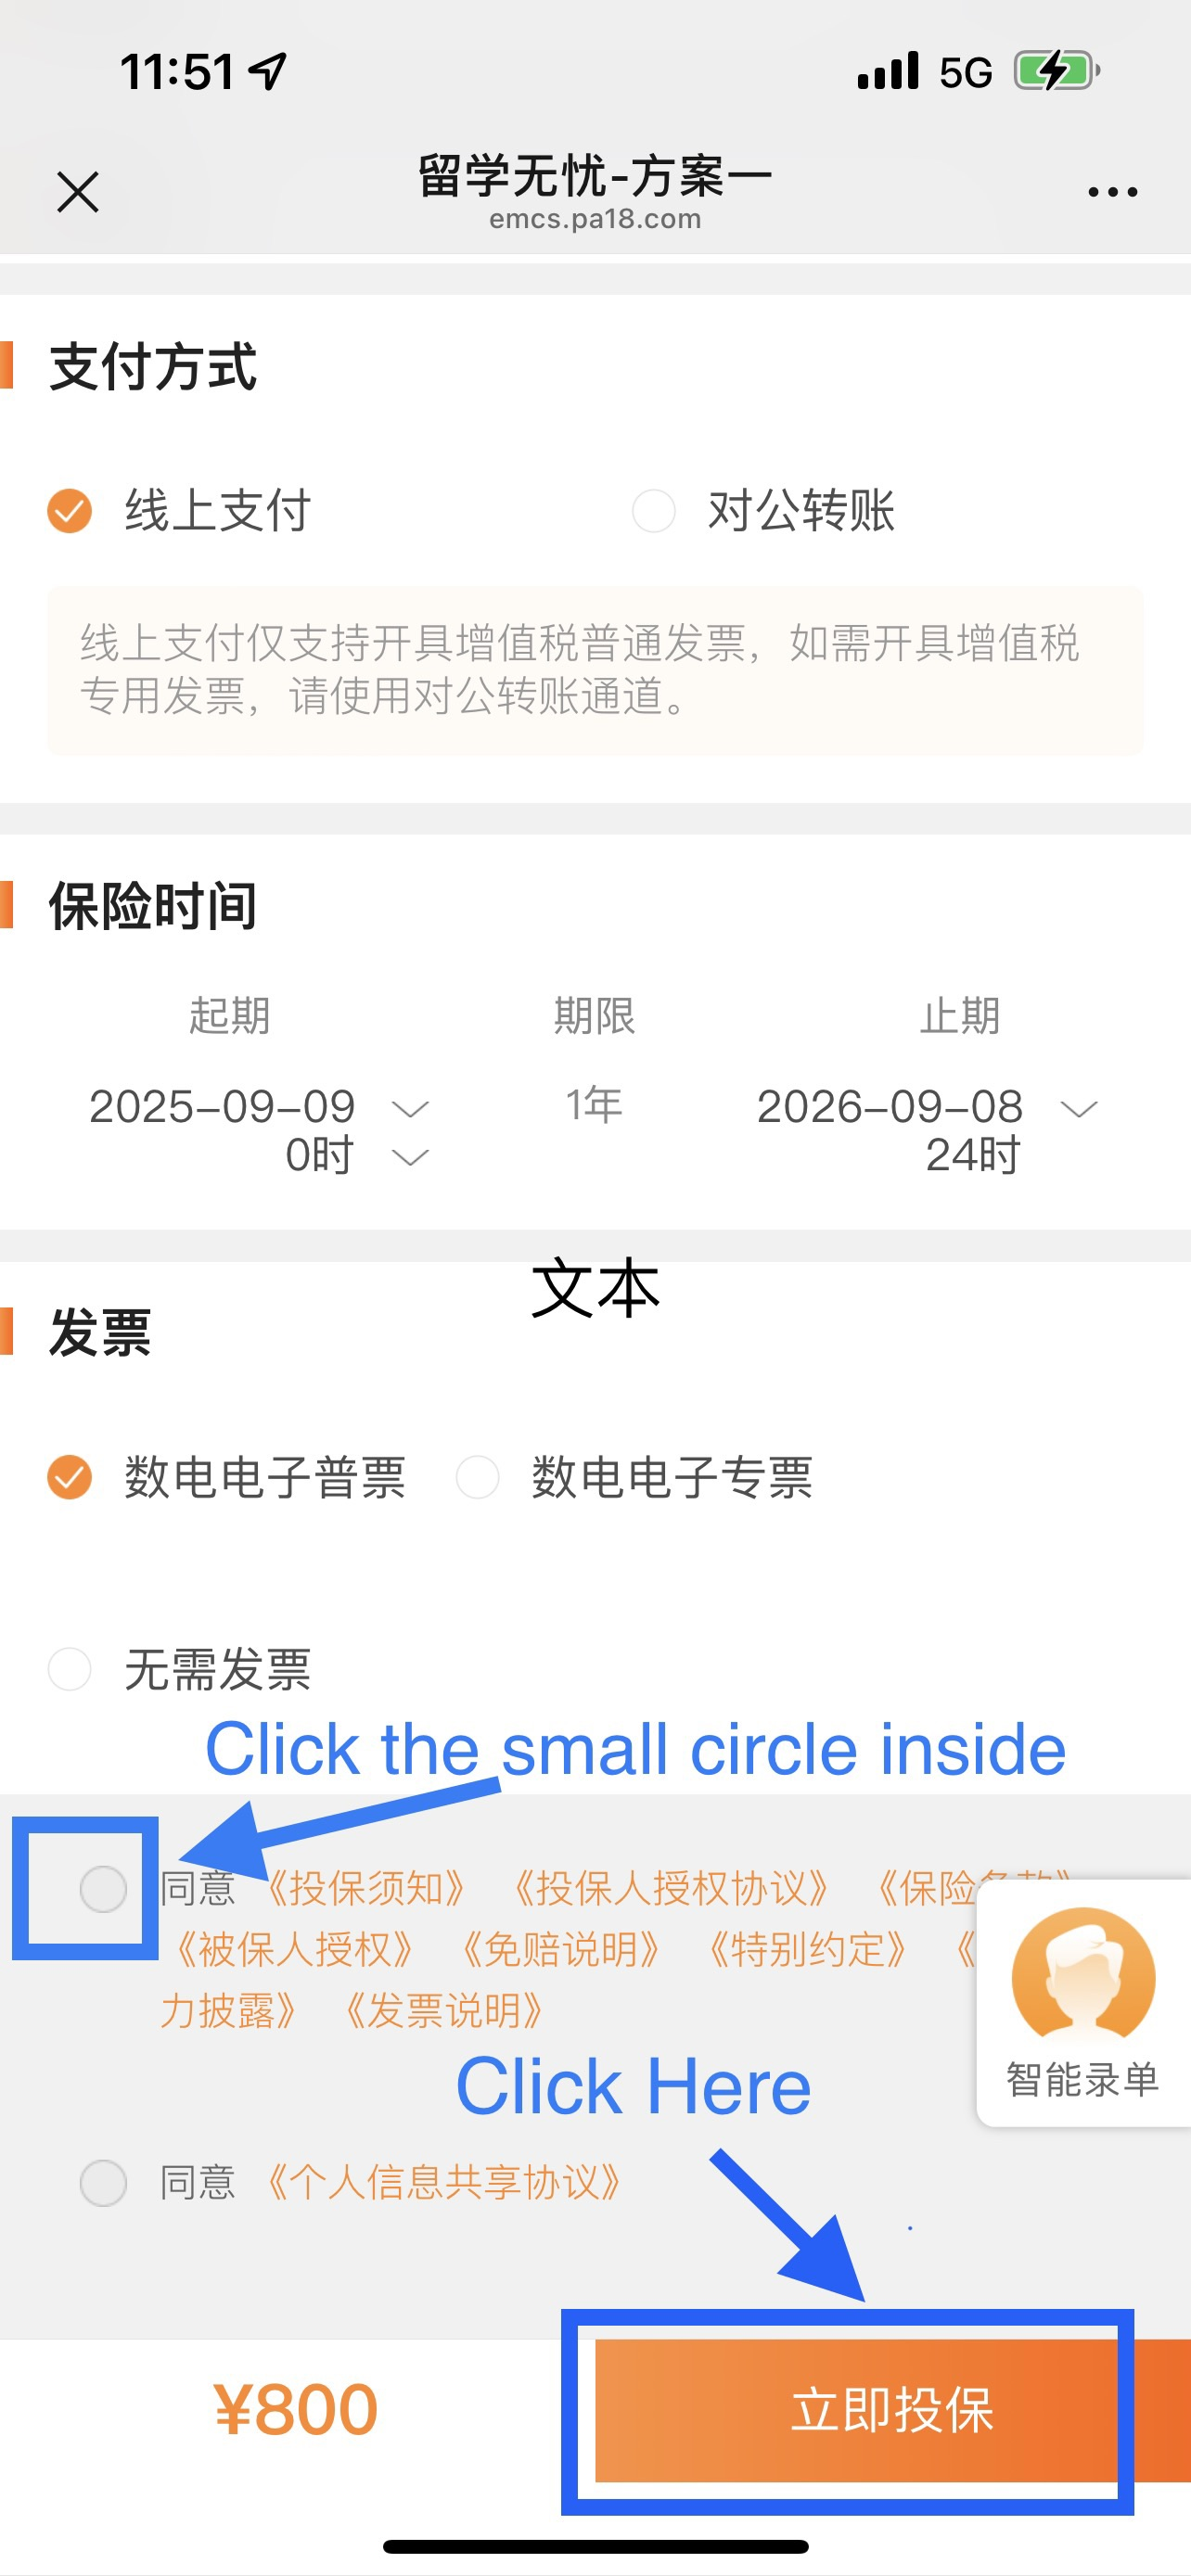 11:51
5G
留学无忧-方案一
emcs.pa18.com
支付方式
线上支付
对公转账
线上支付仅支持开具增值税普通发票，如需开具增值税
专用发票，请使用对公转账通道。
保险时间
起期 期限 止期
2025-09-09 1年 2026-09-08
0时 24时
文本
发票
数电电子普票 数电电子专票
无需发票
Click the small circle inside
同意 《投保须知》 《投保人授权协议》 《保险条款》
《被保人授权》 《免赔说明》 《特别约定》 《
力披露》 《发票说明》
智能录单
Click Here
同意 《个人信息共享协议》
¥800
立即投保